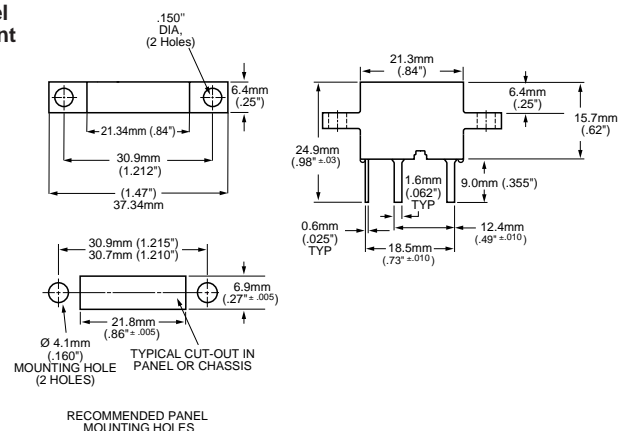 el
nt
.150"
DIA,
(2 Holes)
6.4mm
(.25")
21.34mm (.84")
30.9mm
(1.212")
(1.47")
37.34mm
21.3mm
(.84")
6.4mm
(.25")
15.7mm
(.62")
24.9mm
(.98" ±.03)
1.6mm
(.062")
TYP
9.0mm (.355")
0.6mm
(.025")
TYP
12.4mm
(.49" ±.010)
18.5mm
(.73" ±.010)
30.9mm (1.215")
30.7mm (1.210")
6.9mm
(.27" ± .005)
21.8mm
(.86" ± .005)
Ø 4.1mm
(.160")
MOUNTING HOLE
(2 HOLES)
TYPICAL CUT-OUT IN
PANEL OR CHASSIS
RECOMMENDED PANEL
MOUNTING HOLES